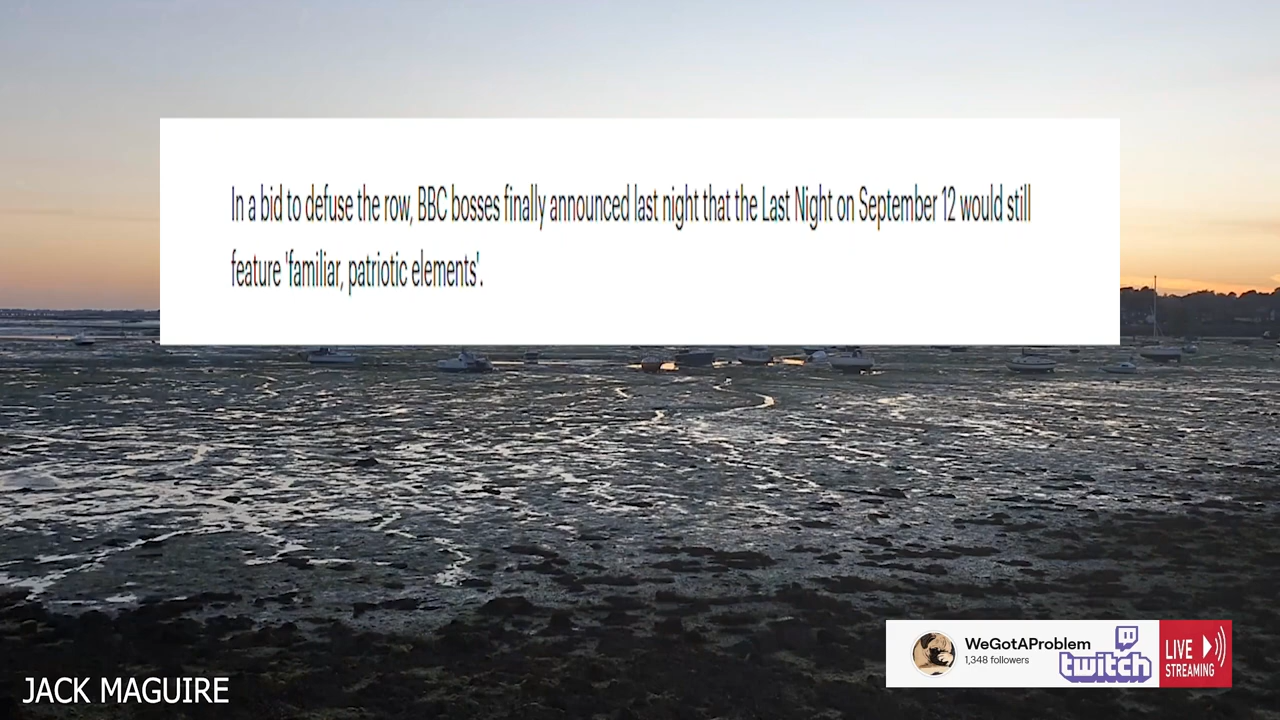 In a bid to defuse the row, BBC bosses finally announced last night that the Last Night on September 12 would still
feature 'familiar, patriotic elements'.
WeGotAProblem
1,348 followers
twitch
LIVE
STREAMING
JACK MAGUIRE